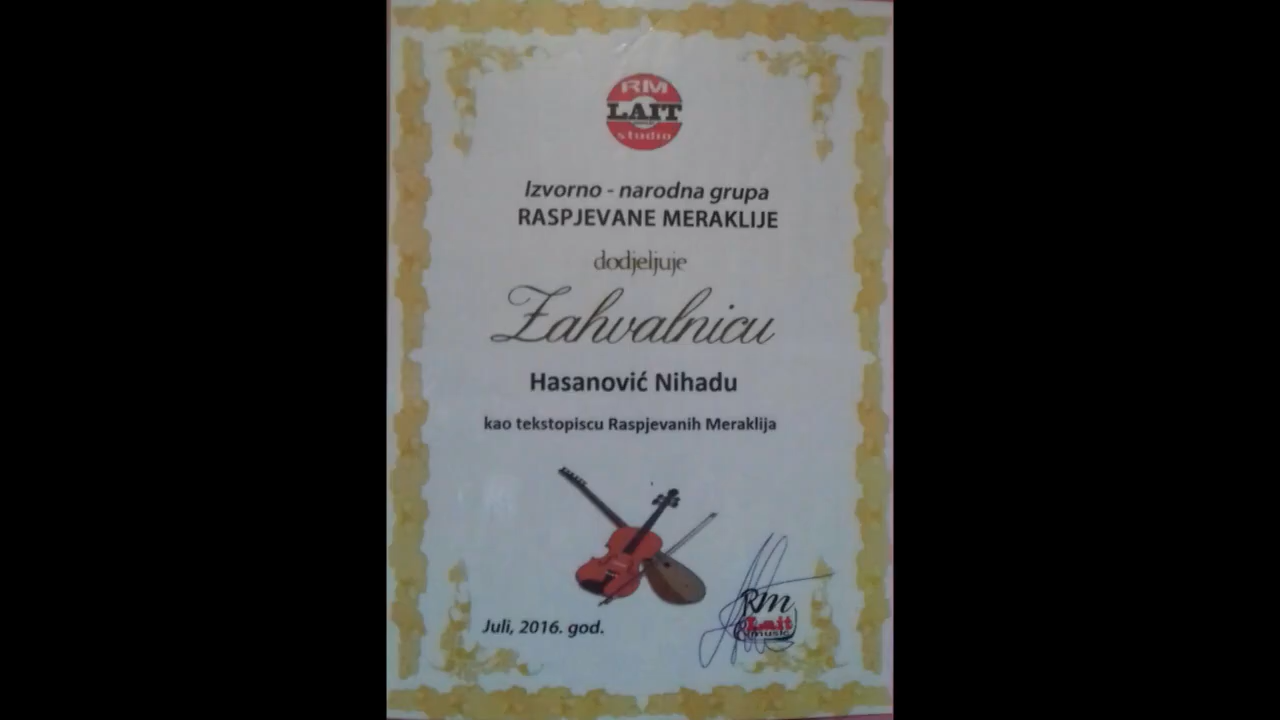 RM
LAIT
studio
Izvorno - narodna grupa
RASPJEVANE MERAKLIJE
dodjeljuje
Zahvalnicu
Hasanović Nihadu
kao tekstopiscu Raspjevanih Meraklija
Juli, 2016. god.
Rm
Lait
music